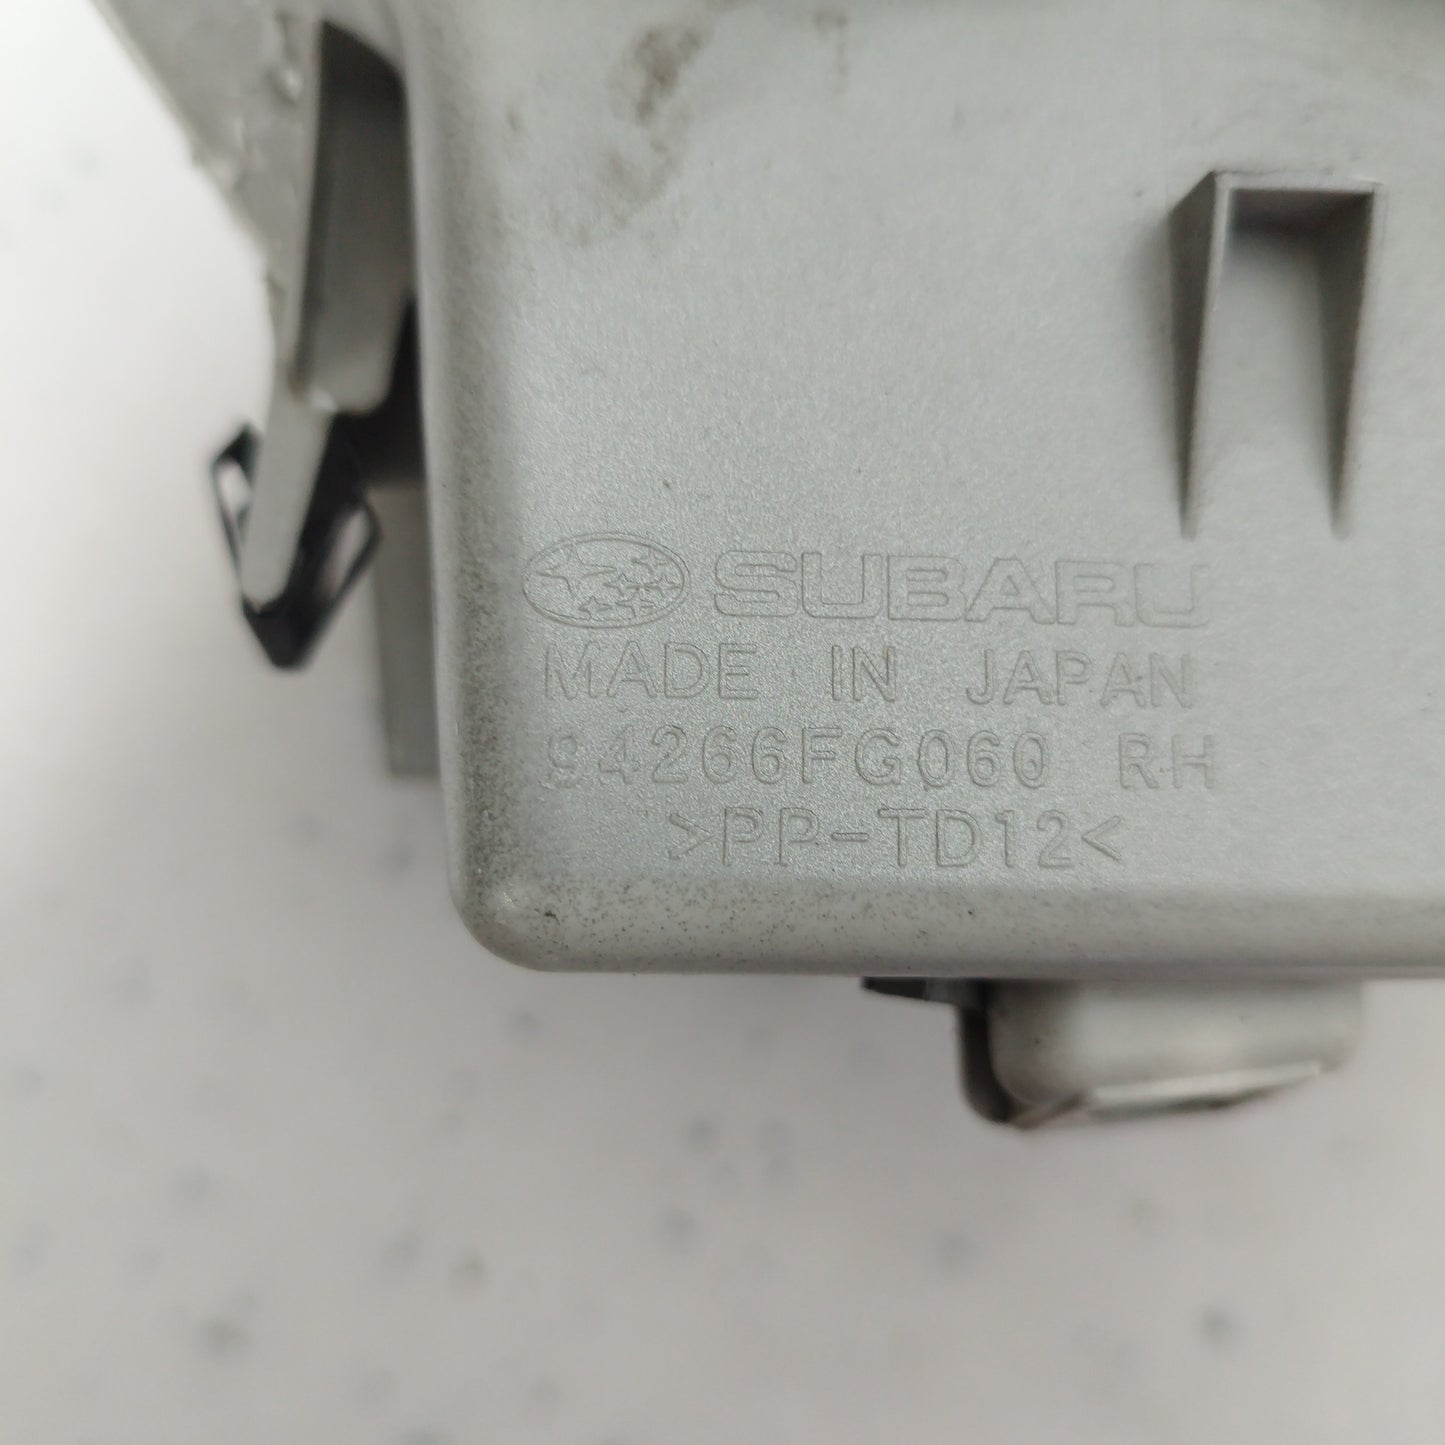 SUBARU
MADE IN JAPAN
94266FG060 RH
>PP-TD12<